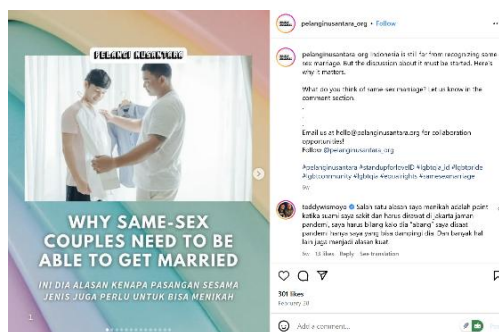 PELANGI NUSANTARA
WHY SAME-SEX
COUPLES NEED TO BE
ABLE TO GET MARRIED
INI DIA ALASAN KENAPA PASANGAN SESAMA
JENIS JUGA PERLU UNTUK BISA MENIKAH
1
pelanginusantara_org • Follow
pelanginusantara_org Indonesia is still far from recognizing same
sex marriage. But the discussion about it must be started. Here's
why it matters.
What do you think of same-sex marriage? Let us know in the
comment section.
.
.
.
Email us at hello@pelanginusantara.org for collaboration
opportunities!
Follow @pelanginusantara_org
#pelanginusantara #standupforloveID #lgbtqia_id #lgbtpride
#lgbtcommunity #lgbtqia #equalrights #samesexmarriage
teddywismoyo Salah satu alasan saya menikah adalah point
ketika suami saya sakit dan harus dirawat di jakarta jaman
pandemi, saya harus bilang kalo dia "abang" saya disaat
pandemi hanya saya yang bisa dampingi dia. Dan banyak hal
lain juga menjadi alasan kuat.
13 likes Reply See translation
301 likes
February 20
Add a comment...